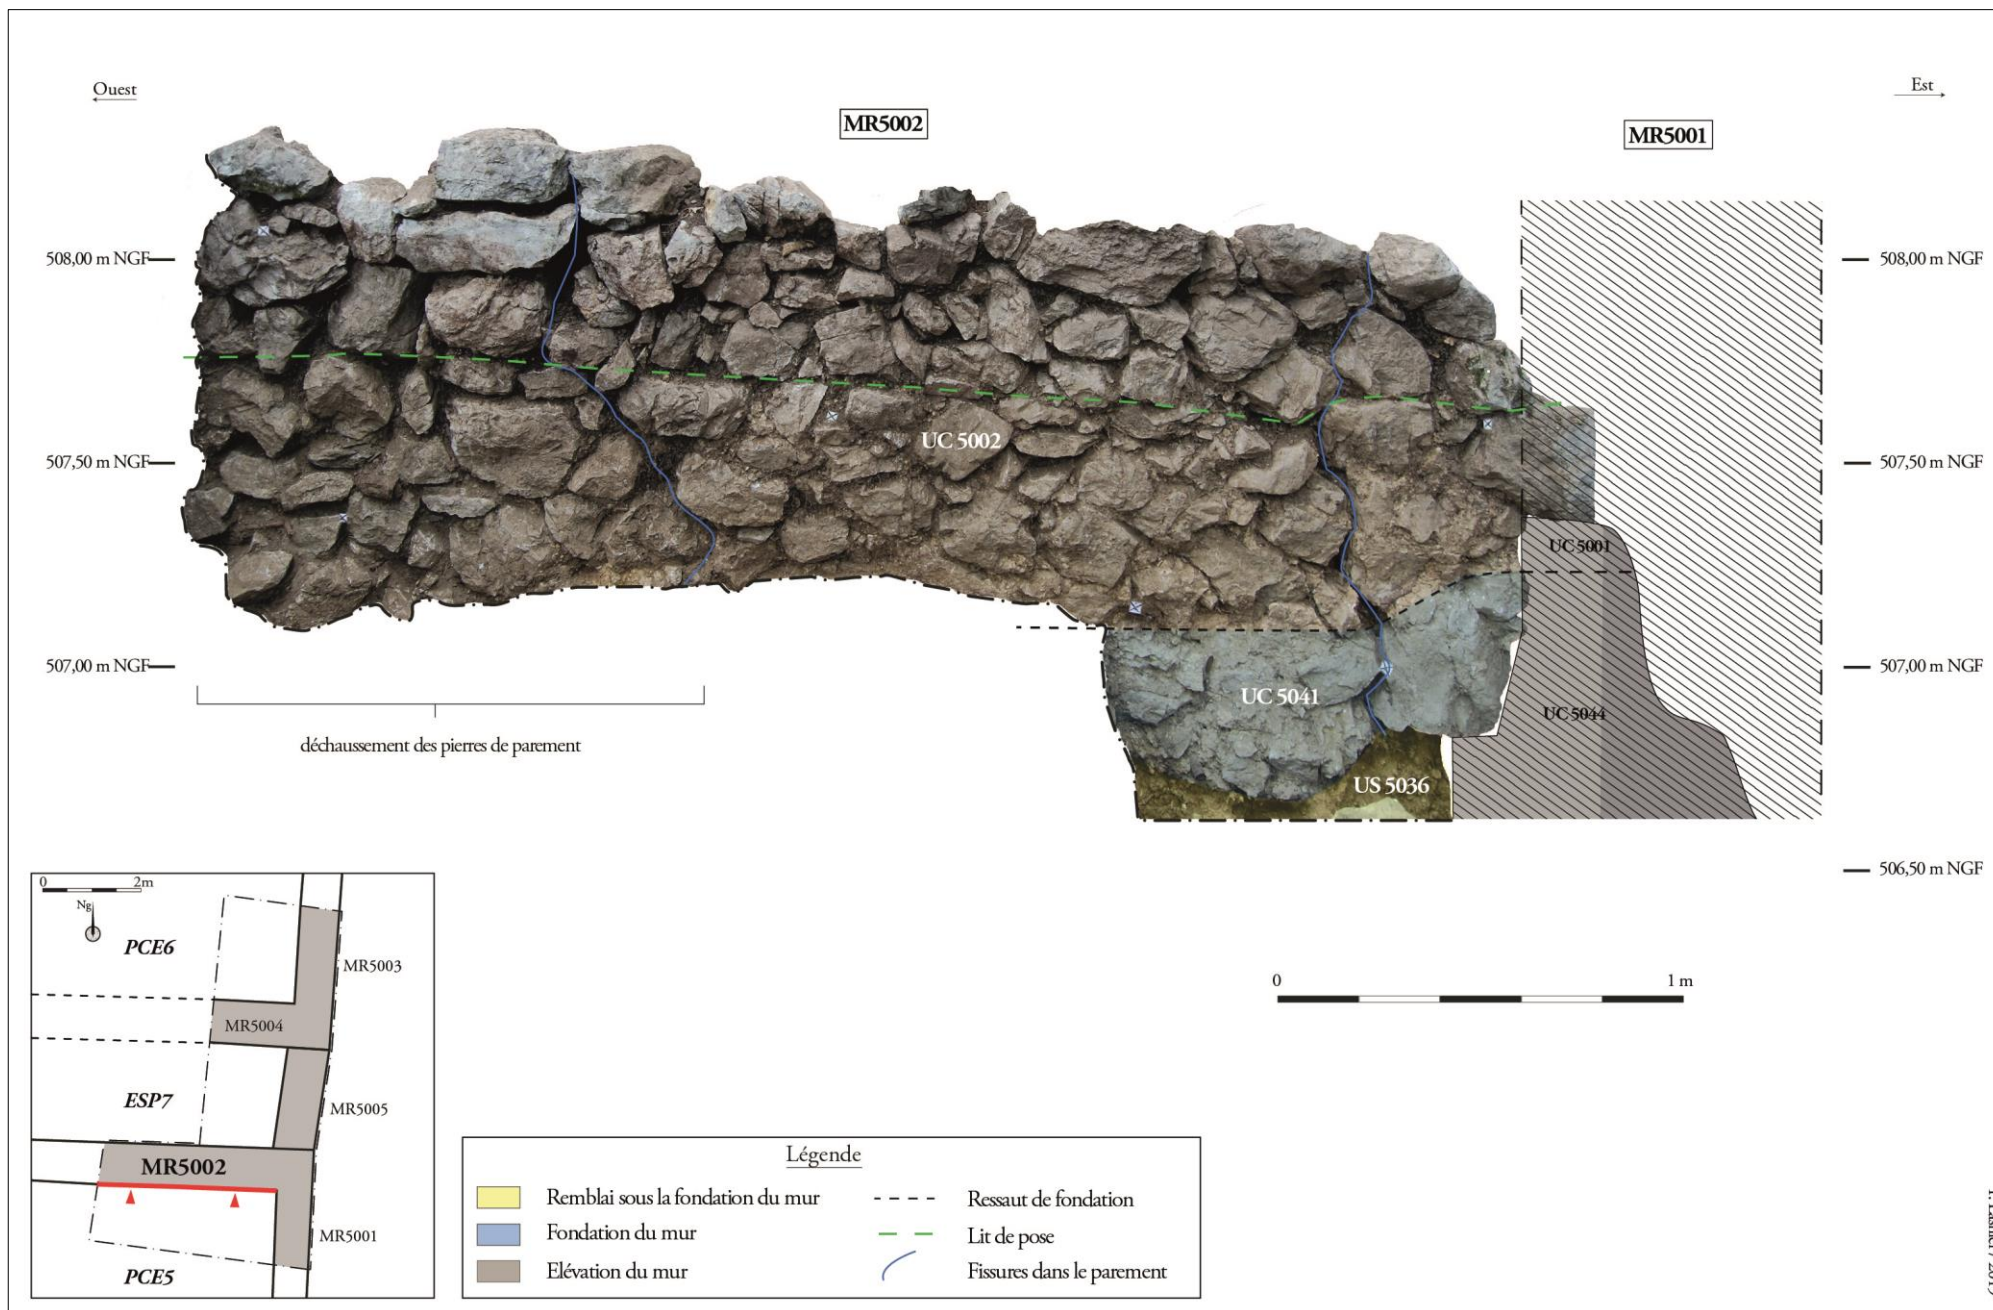 Ouest
Est
MR5002
MR5001
508,00 m NGF
508,00 m NGF
UC 5002
507,50 m NGF
507,50 m NGF
UC 5001
507,00 m NGF
507,00 m NGF
UC 5041
UC 5044
déchaussement des pierres de parement
US 5036
506,50 m NGF
0 2m
Ng
PCE6
MR5003
MR5004
ESP7
MR5005
MR5002
MR5001
PCE5
0 1 m
Légende
Remblai sous la fondation du mur
Fondation du mur
Elévation du mur
Ressaut de fondation
Lit de pose
Fissures dans le parement